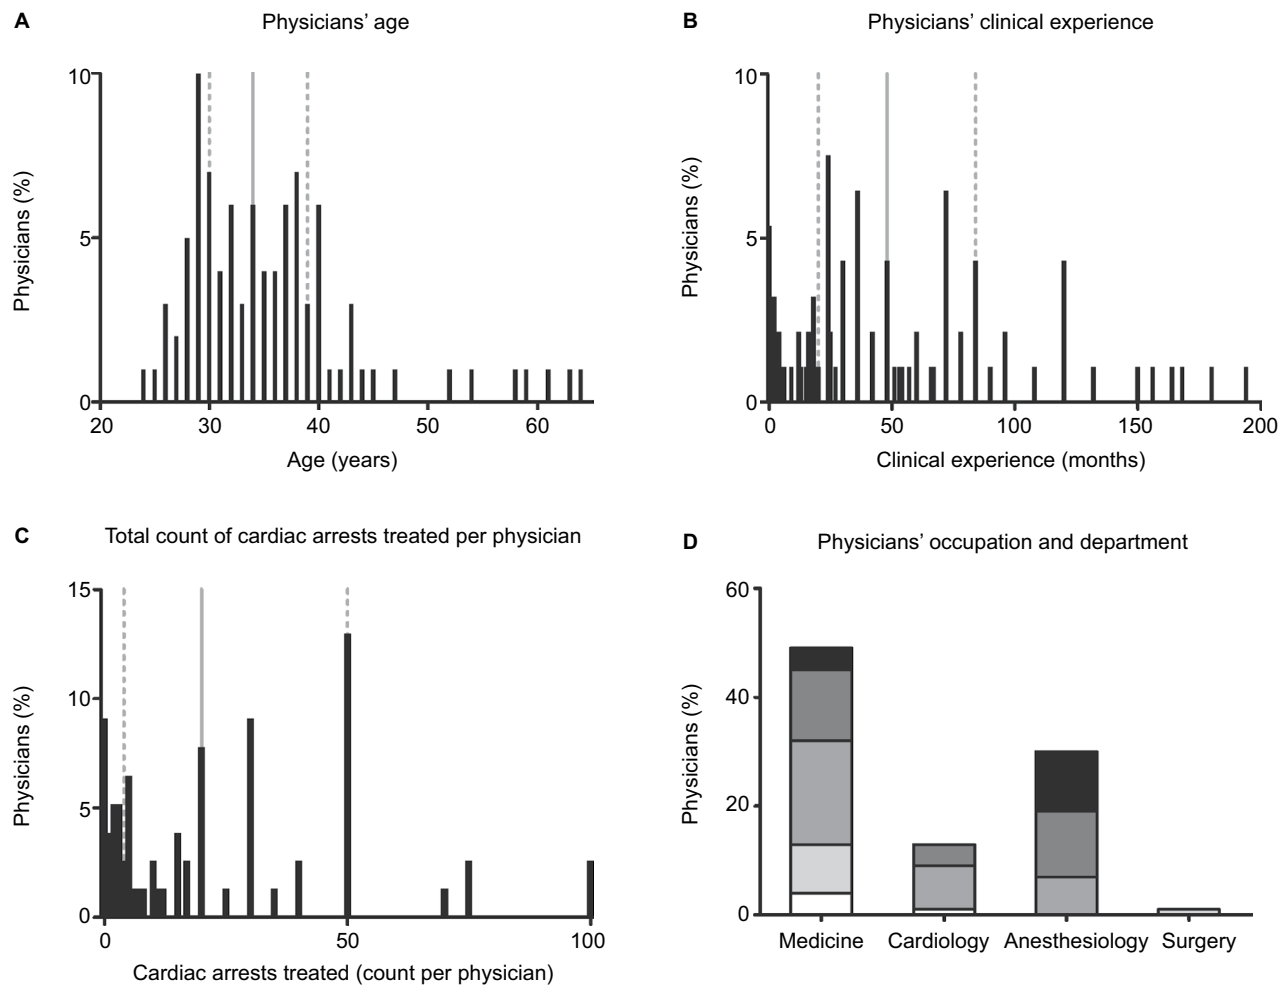 A Physicians’ age
10
5
0
20 30 40 50 60
Physicians (%)
Age (years)
B Physicians’ clinical experience
10
5
0
0 50 100 150 200
Physicians (%)
Clinical experience (months)
C Total count of cardiac arrests treated per physician
15
10
5
0
0 50 100
Physicians (%)
Cardiac arrests treated (count per physician)
D Physicians’ occupation and department
60
40
20
0
Physicians (%)
Medicine Cardiology Anesthesiology Surgery